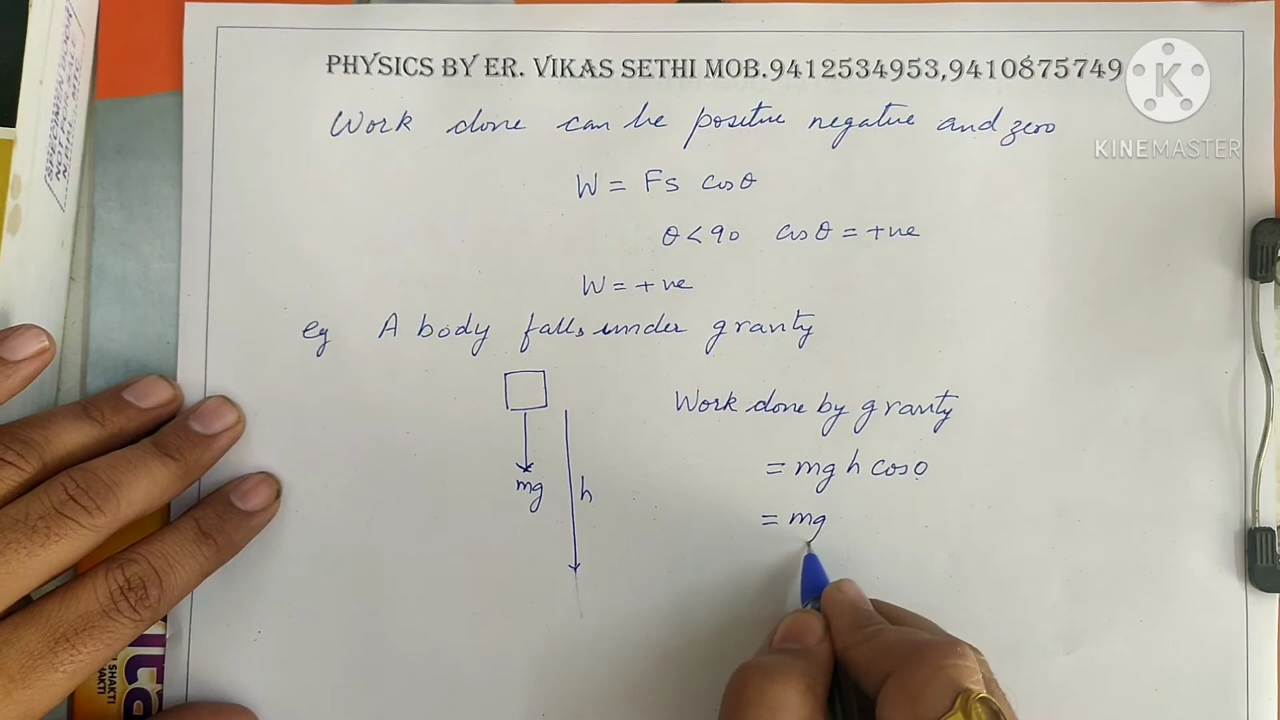 PHYSICS BY ER. VIKAS SETHI MOB.9412534953,9410875749
K
KINEMASTER
Work done can be positive negative and zero
W = Fs cosθ
θ < 90 cosθ = +ve
W = + ve
eg A body falls under gravity
Work done by gravity
= mg h cos0
mg
h
= mg